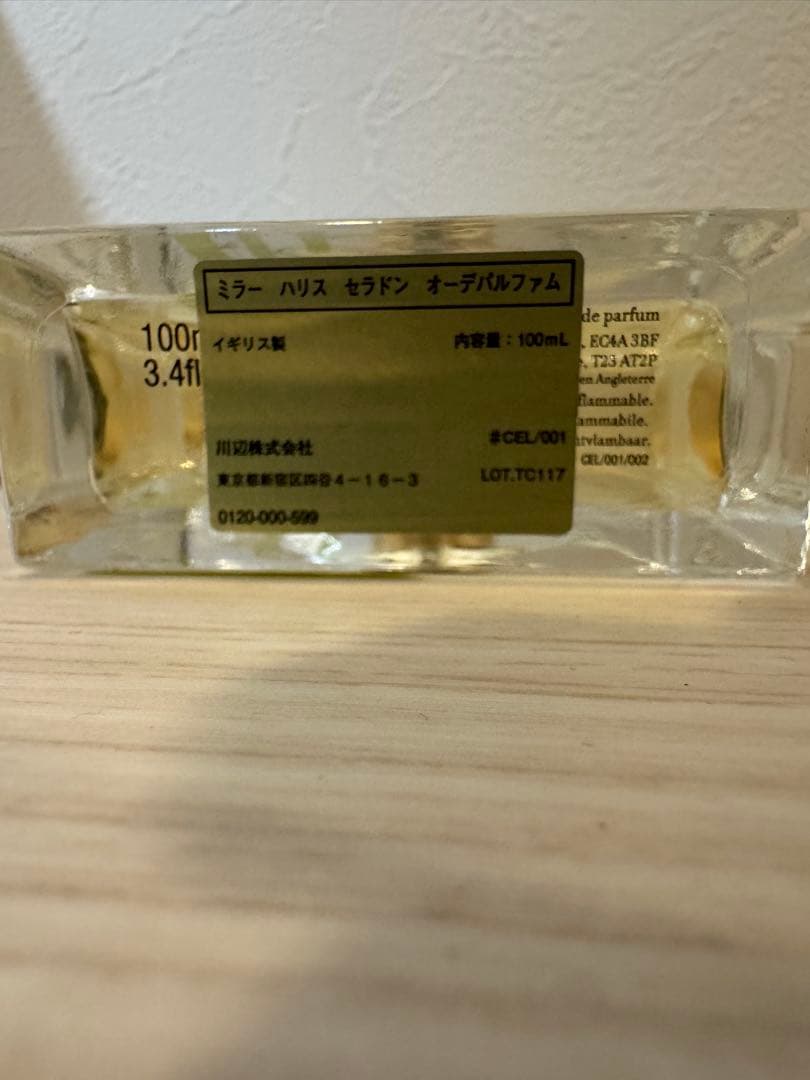 ミラー ハリス セラドン オーデパルファム
イギリス製 内容量：100mL
川辺株式会社 #CEL/001
東京都新宿区四谷4－16－3 LOT.TC117
0120-000-599
100
3.4fl
de parfum
, EC4A 3BF
, T23 AT2P
en Angleterre
flammable.
ammabile.
ntvlambaar.
CEL/001/002